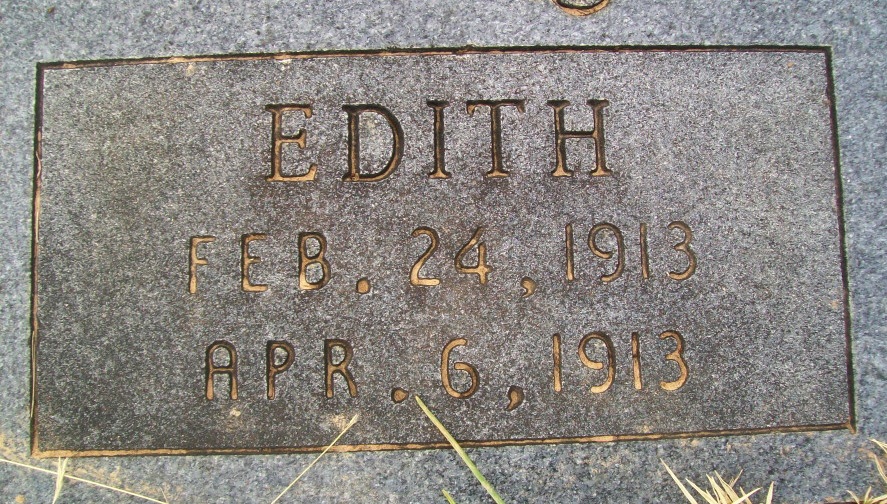 EDITH
FEB. 24, 1913
APR. 6, 1913